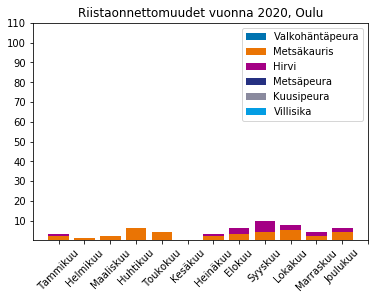 Riistaonnettomuudet vuonna 2020, Oulu
110
100
90
80
70
60
50
40
30
20
10
Valkohäntäpeura
Metsäkauris
Hirvi
Metsäpeura
Kuusipeura
Villisika
Tammikuu
Helmikuu
Maaliskuu
Huhtikuu
Toukokuu
Kesäkuu
Heinäkuu
Elokuu
Syyskuu
Lokakuu
Marraskuu
Joulukuu